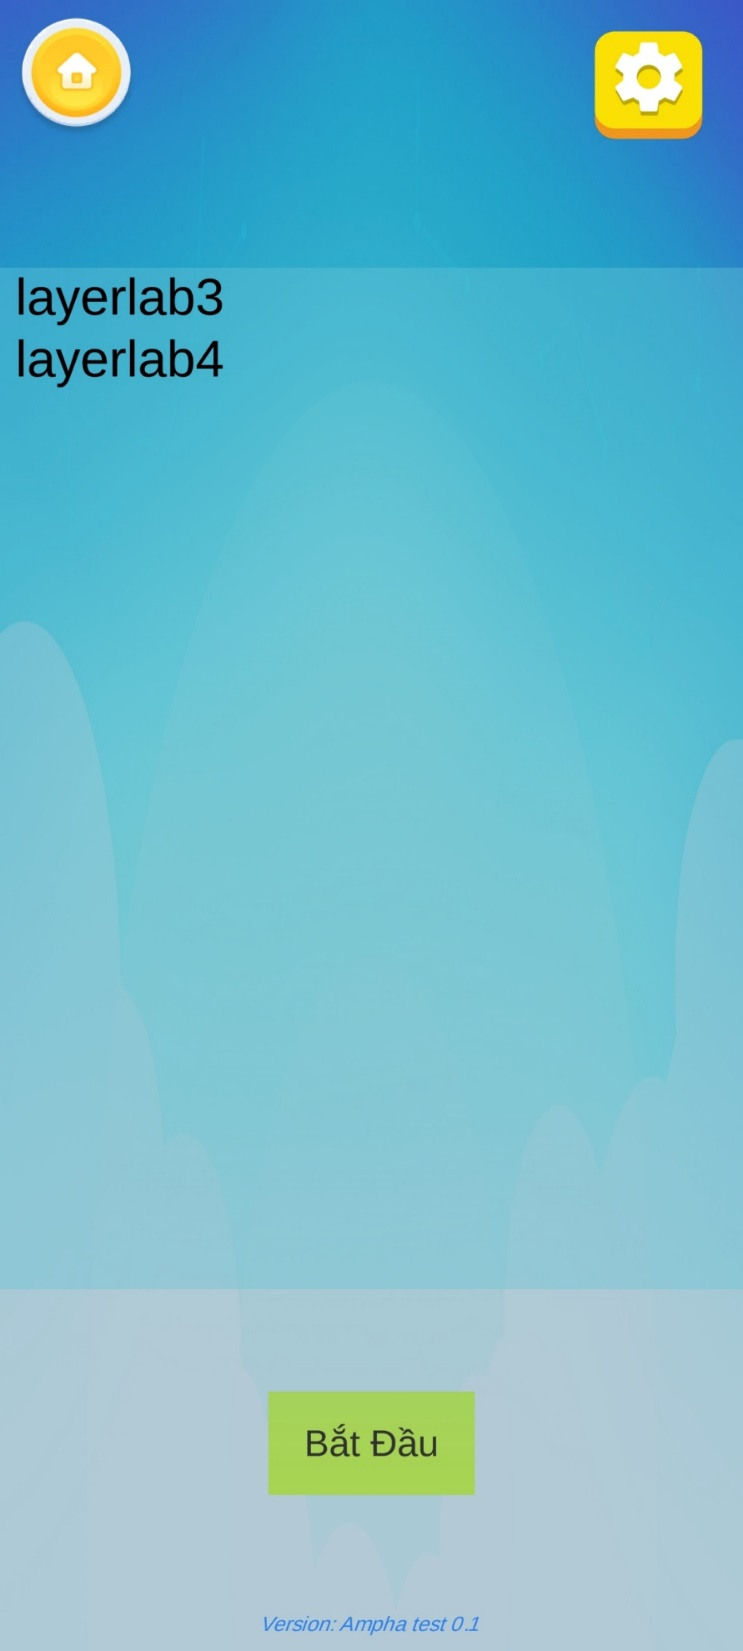 layerlab3
layerlab4
Bắt Đầu
Version: Ampha test 0.1